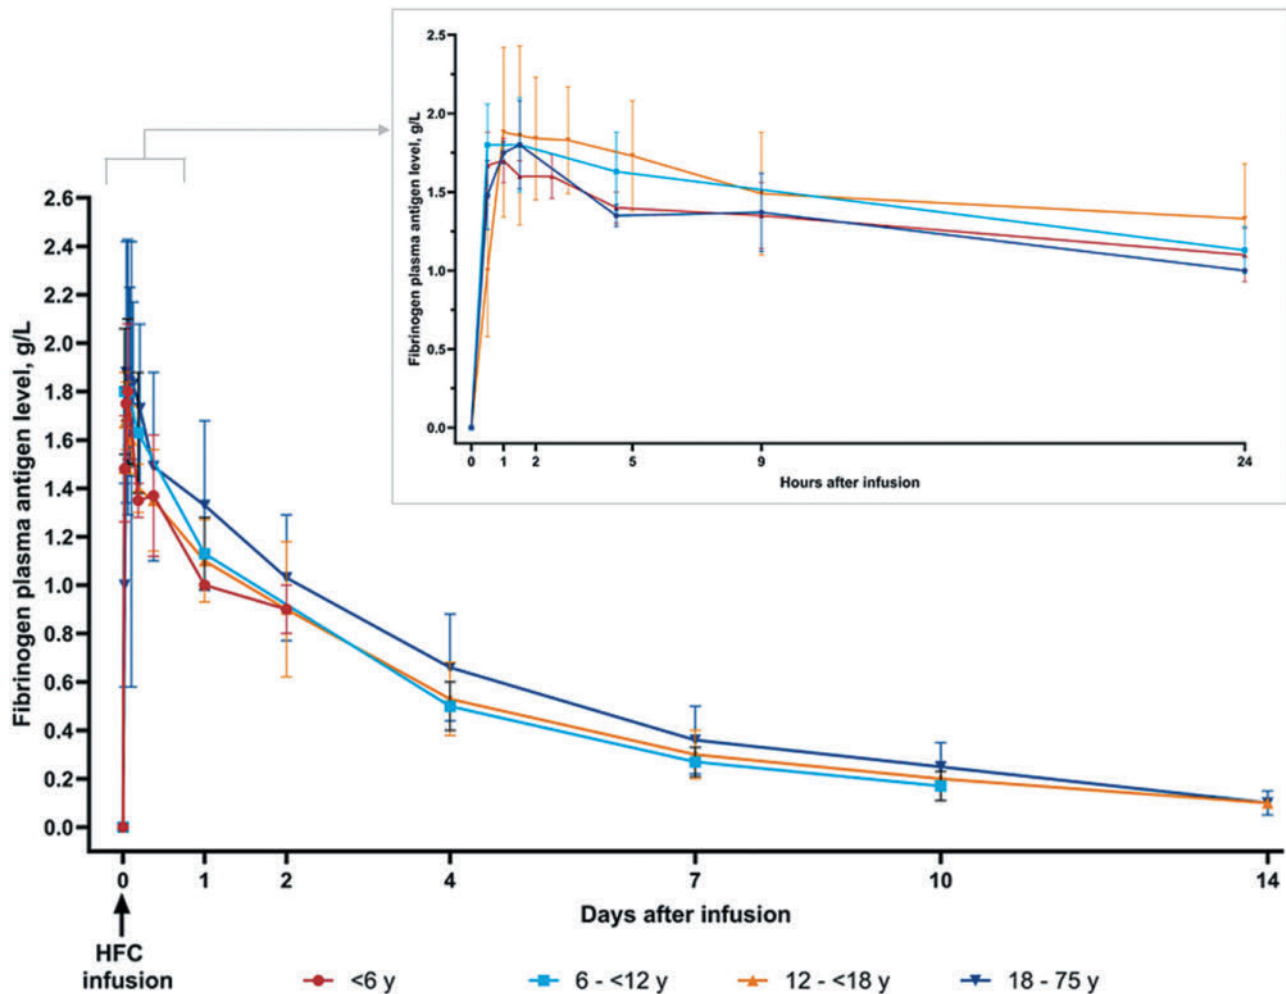 2.5
2.0
1.5
1.0
0.5
0.0
Fibrinogen plasma antigen level, g/L
0 1 2 5 9 24
Hours after infusion
2.6
2.4
2.2
2.0
1.8
1.6
1.4
1.2
1.0
0.8
0.6
0.4
0.2
0.0
Fibrinogen plasma antigen level, g/L
0 1 2 4 7 10 14
Days after infusion
HFC
infusion
<6 y 6 - <12 y 12 - <18 y 18 - 75 y